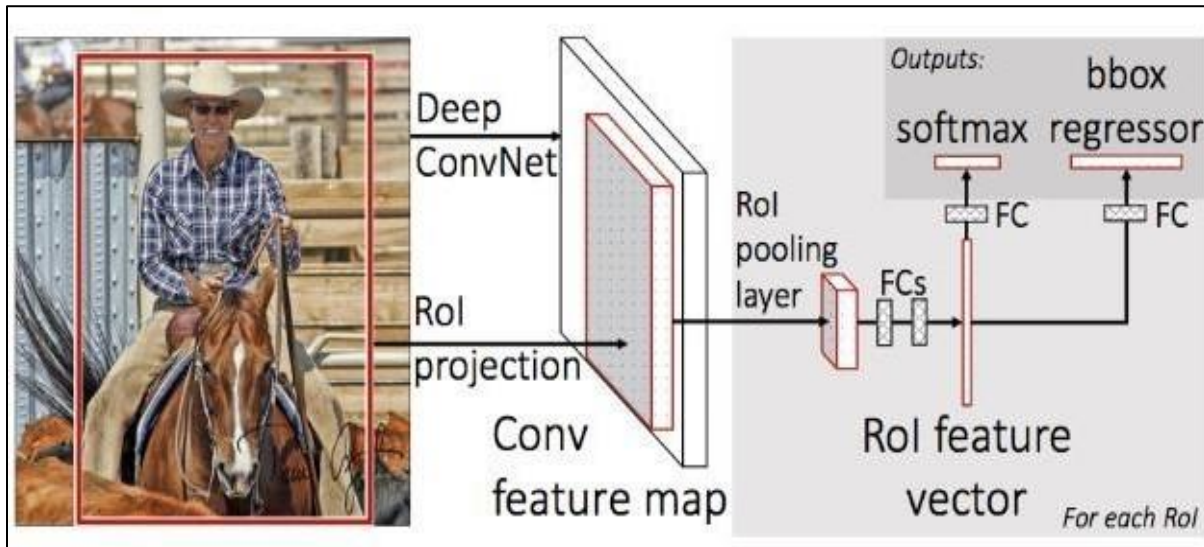 Deep
ConvNet
RoI
projection
Conv
feature map
RoI
pooling
layer
FCs
RoI feature
vector
For each RoI
Outputs:
softmax
bbox
regressor
FC
FC